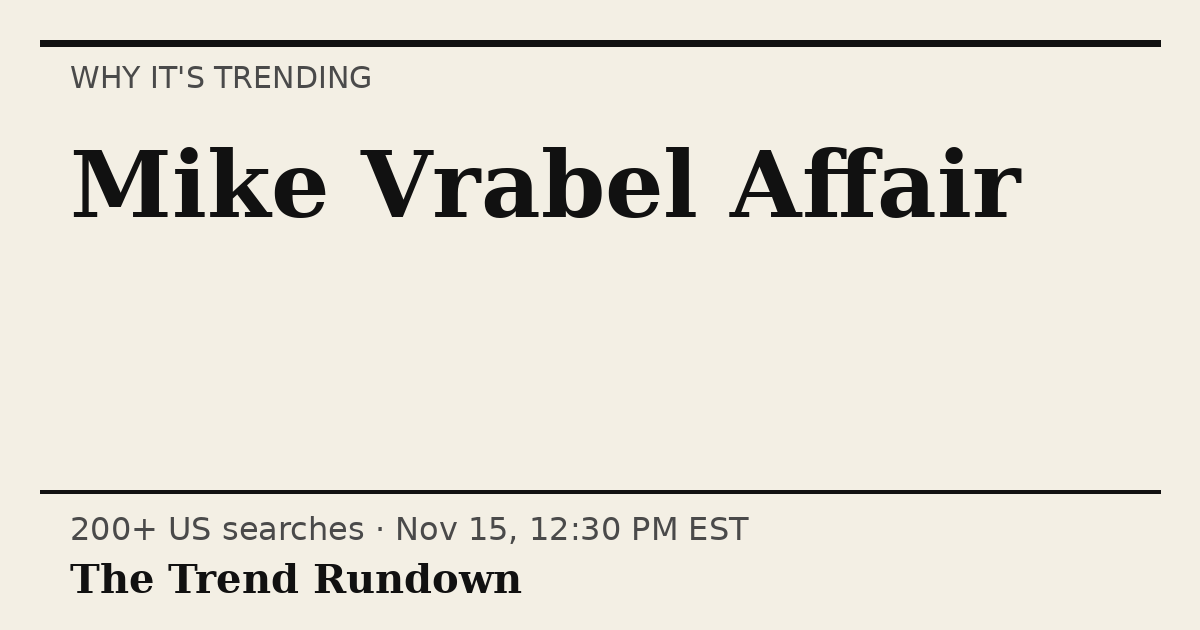 WHY IT'S TRENDING
Mike Vrabel Affair
200+ US searches · Nov 15, 12:30 PM EST
The Trend Rundown